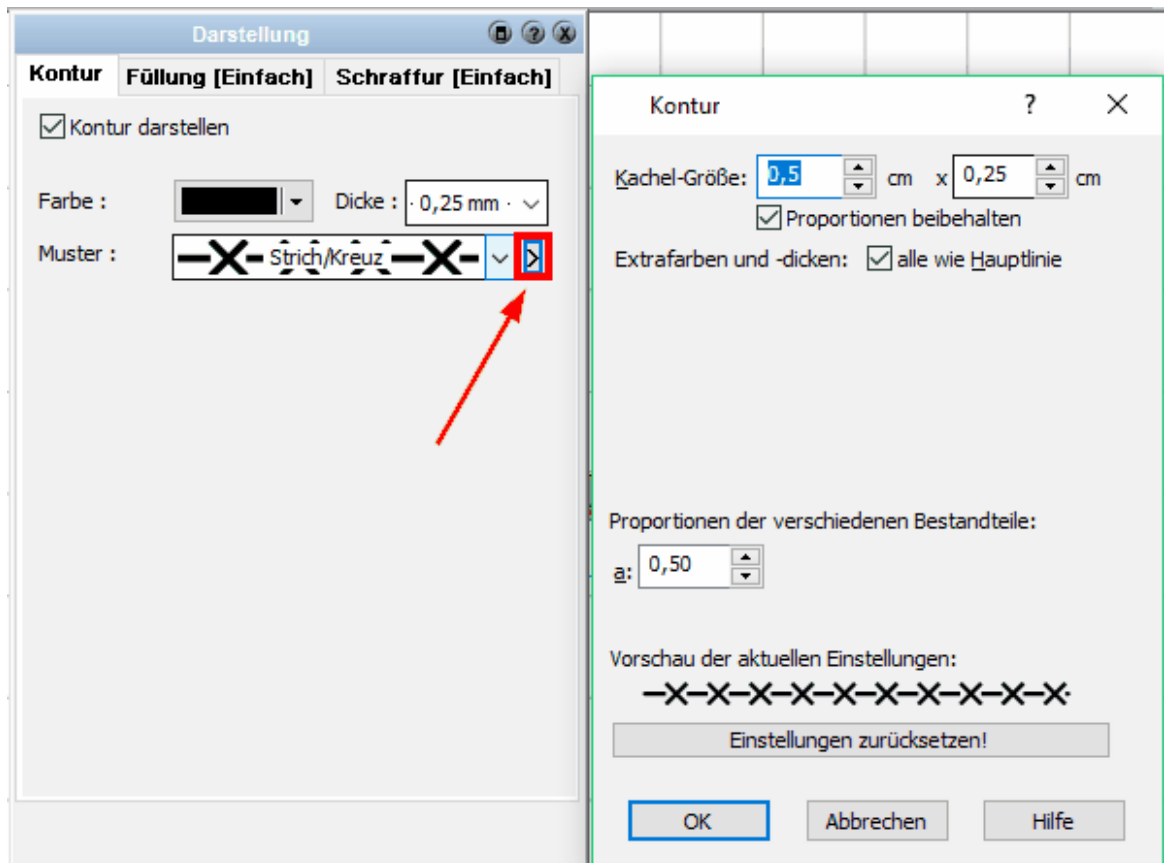 Darstellung
Kontur Füllung [Einfach] Schraffur [Einfach]
Kontur darstellen
Farbe : Dicke : · 0,25 mm ·
Muster : Strich/Kreuz
Kontur ?
Kachel-Größe: 0,5 cm x 0,25 cm
Proportionen beibehalten
Extrafarben und -dicken: alle wie Hauptlinie
Proportionen der verschiedenen Bestandteile:
a: 0,50
Vorschau der aktuellen Einstellungen:
Einstellungen zurücksetzen!
OK Abbrechen Hilfe